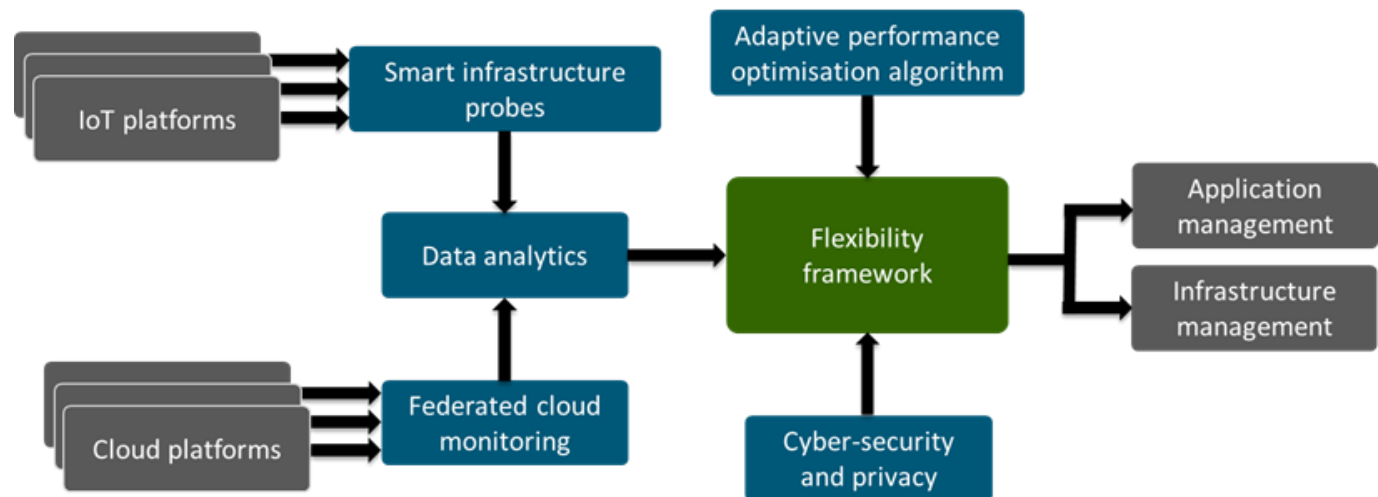 Smart infrastructure
probes
Adaptive performance
optimisation algorithm
IoT platforms
Data analytics
Flexibility
framework
Application
management
Infrastructure
management
Cloud platforms
Federated cloud
monitoring
Cyber-security
and privacy